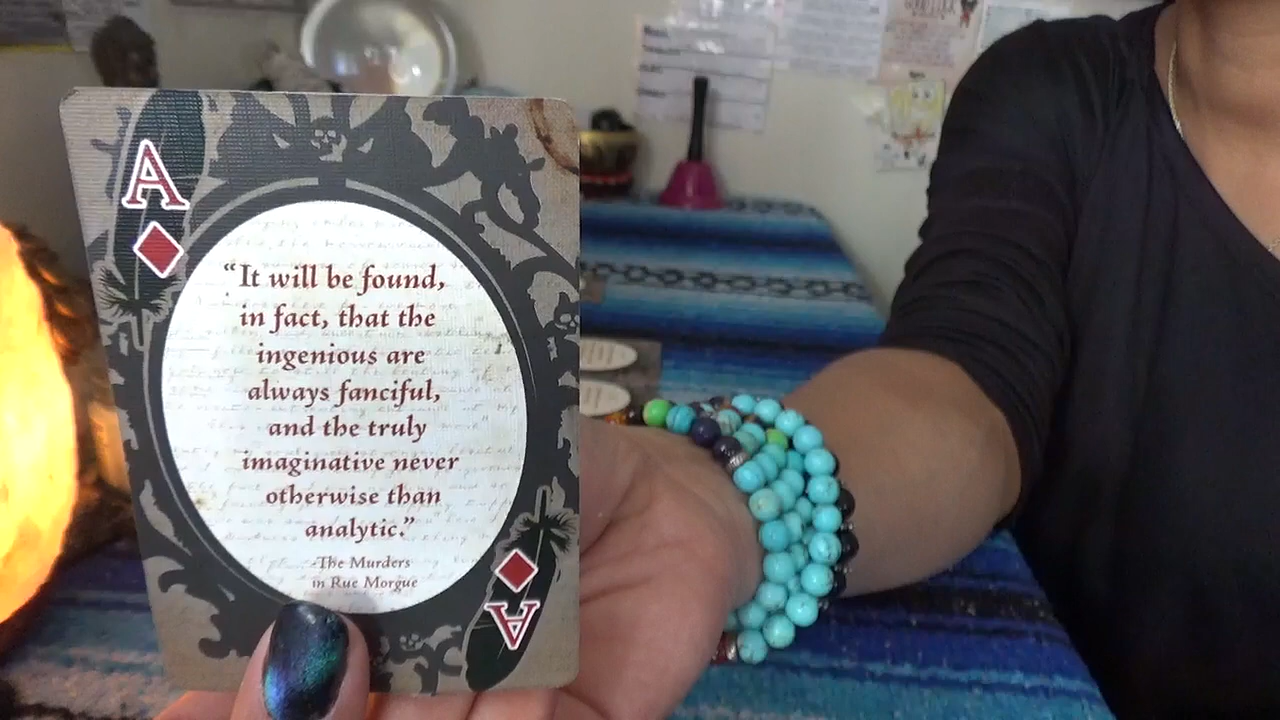 A
“It will be found,
in fact, that the
ingenious are
always fanciful,
and the truly
imaginative never
otherwise than
analytic.”
-The Murders
in Rue Morgue
A